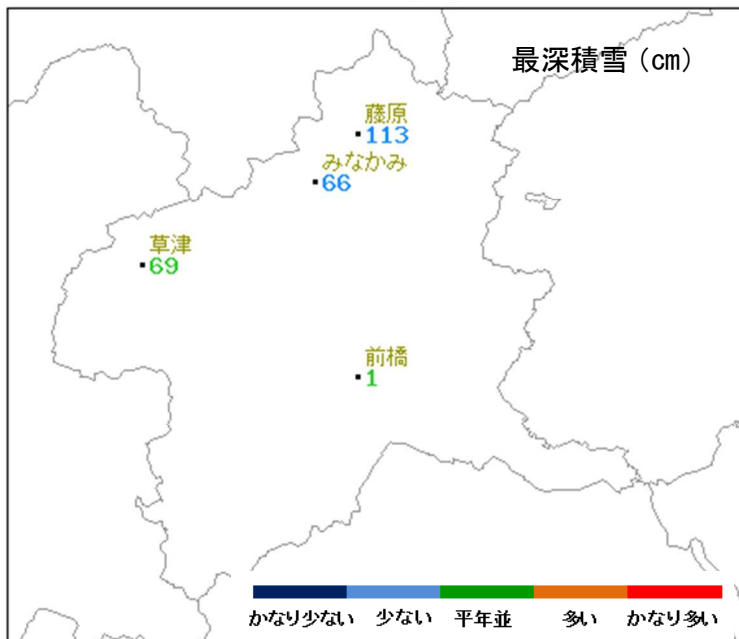 最深積雪（cm）
藤原
113
みなかみ
66
草津
69
前橋
1
かなり少ない 少ない 平年並 多い かなり多い